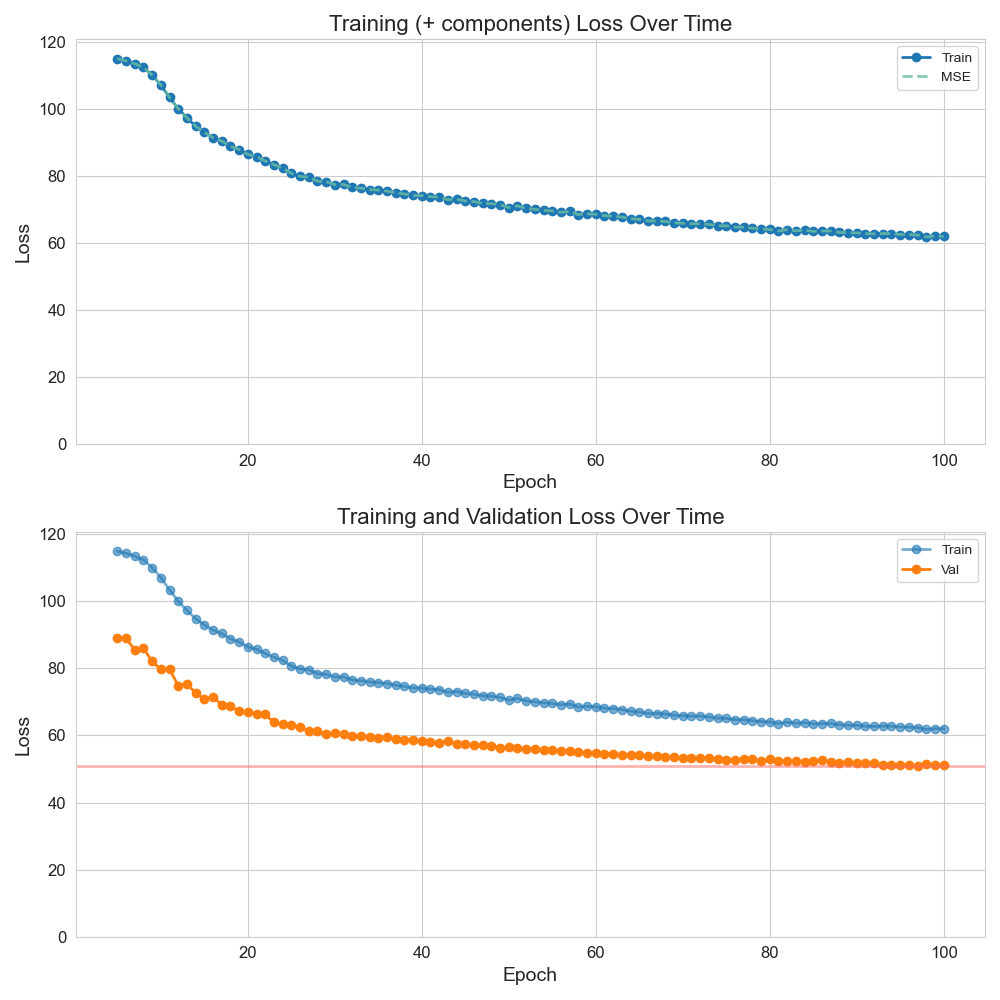 Training (+ components) Loss Over Time
Train
MSE
120
100
80
60
40
20
0
Loss
20 40 60 80 100
Epoch
Training and Validation Loss Over Time
Train
Val
120
100
80
60
40
20
0
Loss
20 40 60 80 100
Epoch